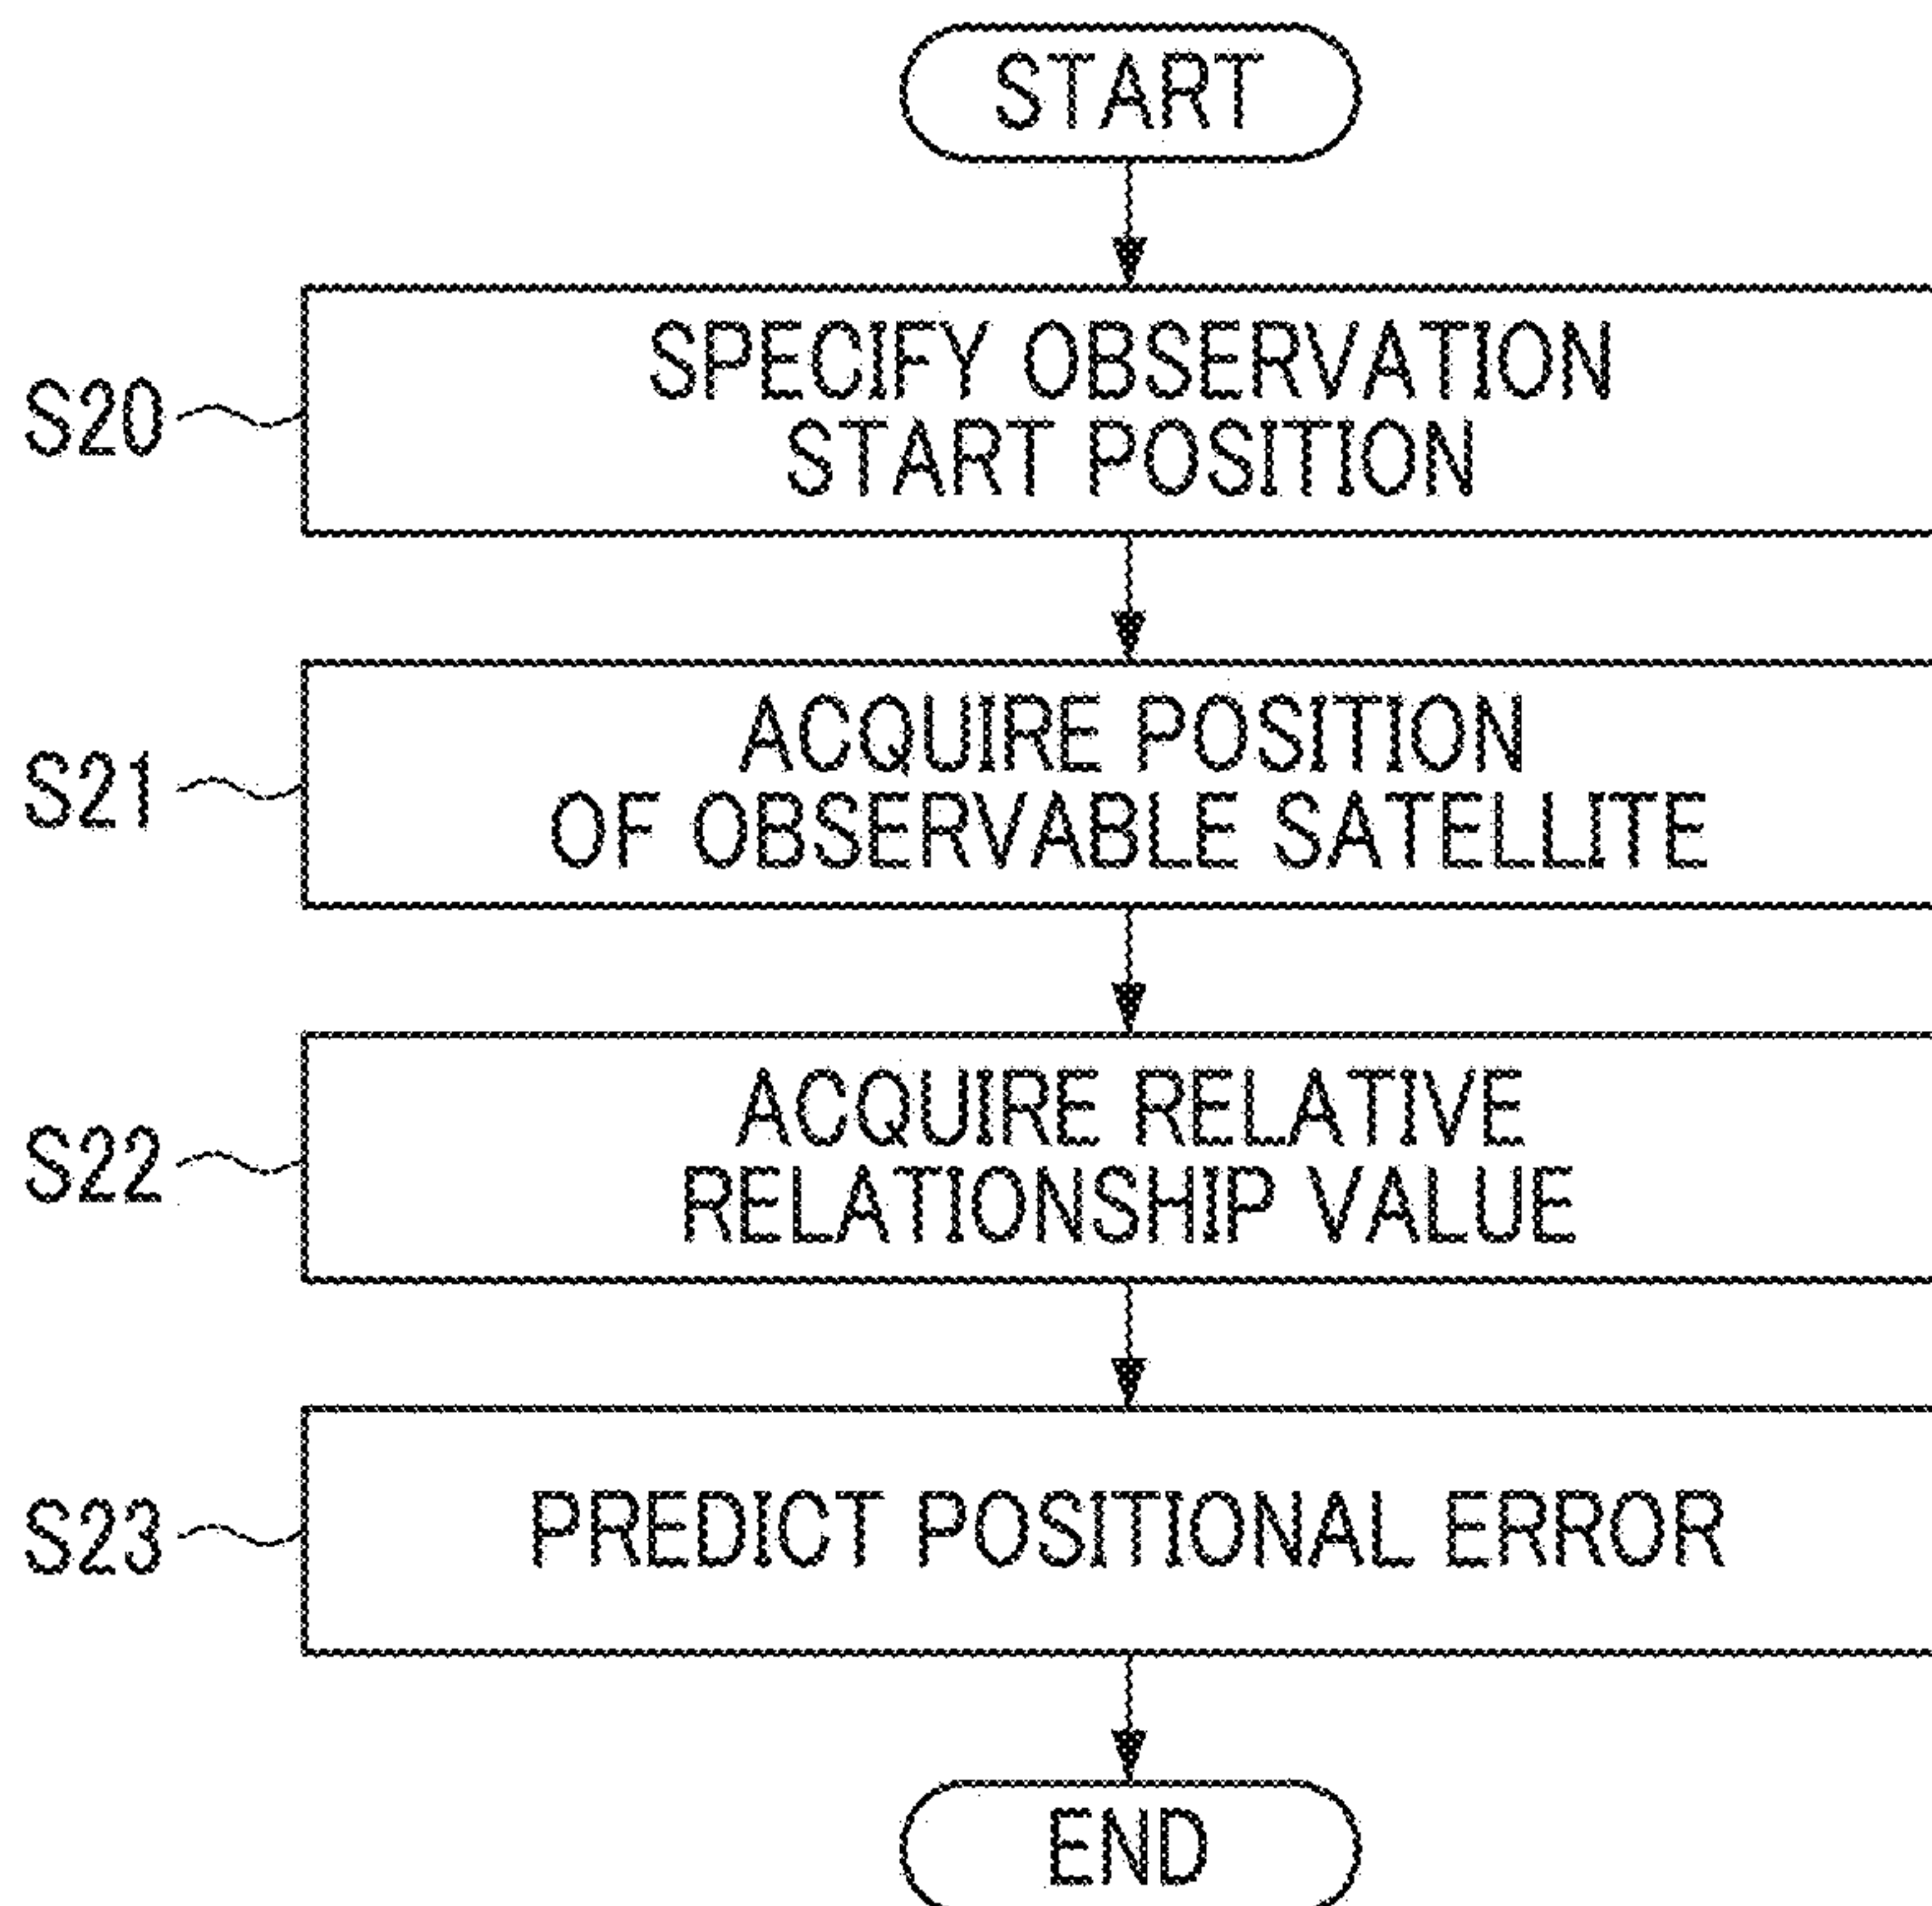 START
S20
SPECIFY OBSERVATION
START POSITION
S21
ACQUIRE POSITION
OF OBSERVABLE SATELLITE
S22
ACQUIRE RELATIVE
RELATIONSHIP VALUE
S23
PREDICT POSITIONAL ERROR
END